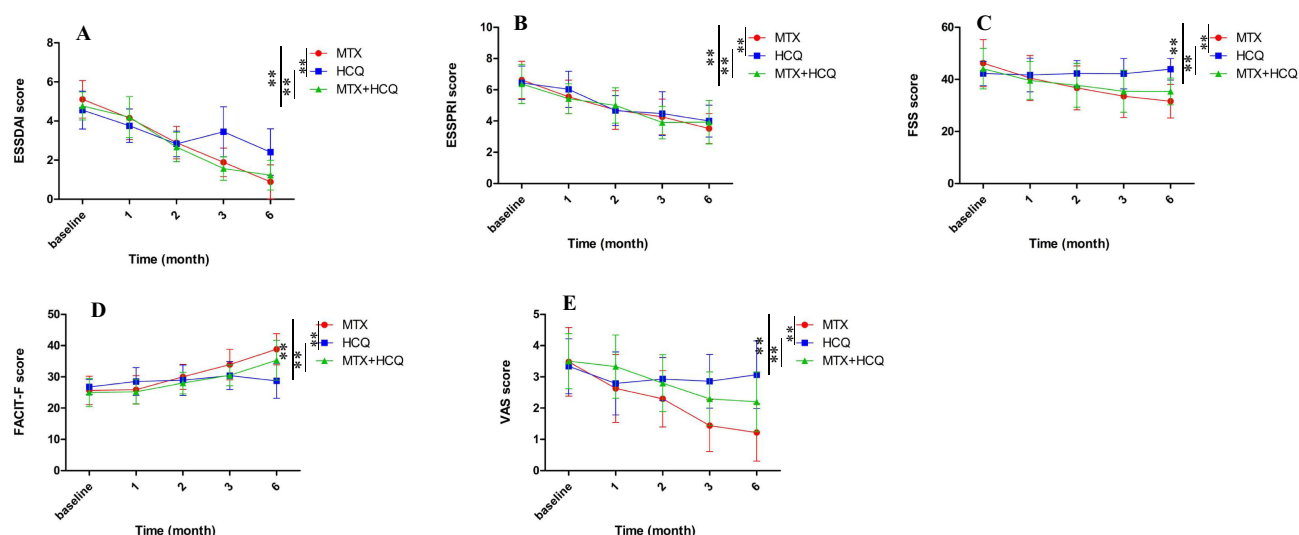 A
ESSDAI score
8
6
4
2
0
baseline
1
2
3
6
Time (month)
**
**
**
MTX
HCQ
MTX+HCQ
B
ESSPRI score
10
8
6
4
2
0
baseline
1
2
3
6
Time (month)
**
**
**
MTX
HCQ
MTX+HCQ
C
FSS score
60
40
20
0
baseline
1
2
3
6
Time (month)
**
**
**
MTX
HCQ
MTX+HCQ
D
FACIT-F score
50
40
30
20
10
0
baseline
1
2
3
6
Time (month)
**
**
**
MTX
HCQ
MTX+HCQ
E
VAS score
5
4
3
2
1
0
baseline
1
2
3
6
Time (month)
**
**
**
MTX
HCQ
MTX+HCQ